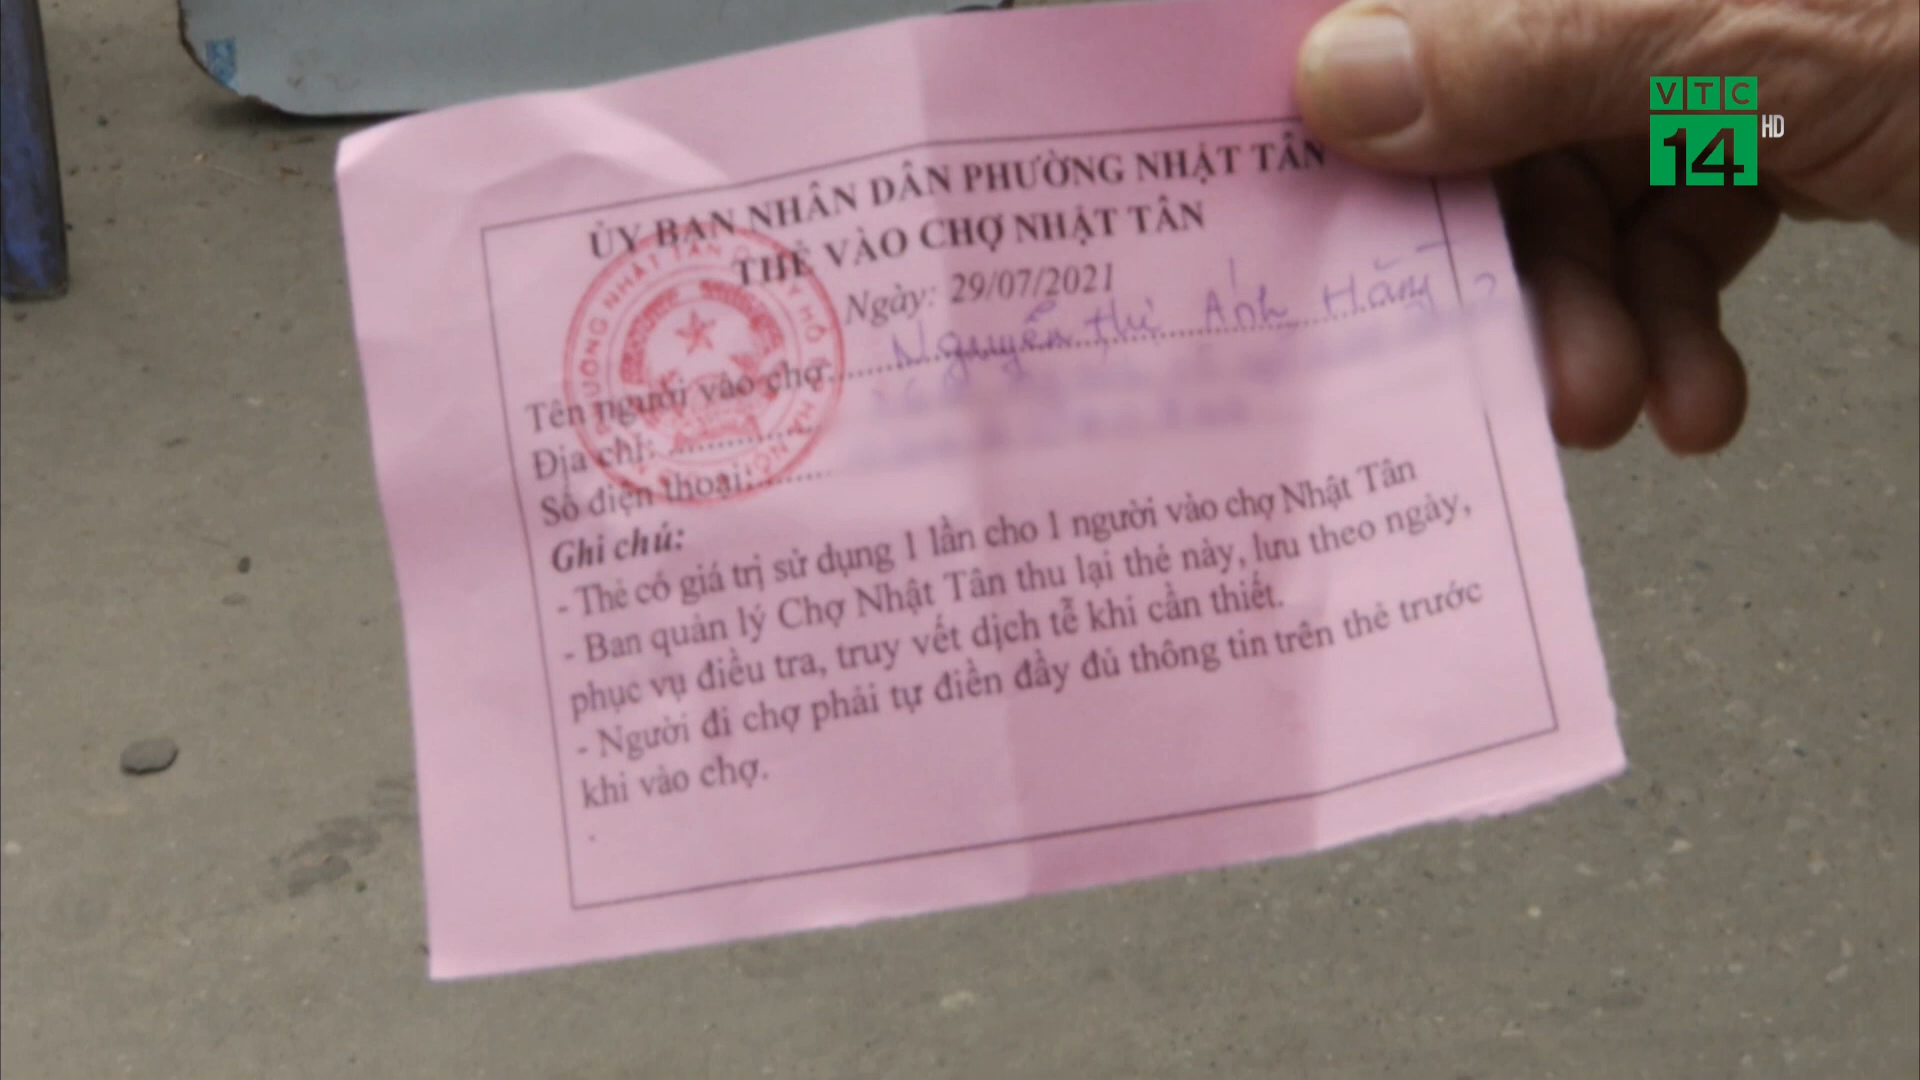 VTC
14 HD
ỦY BAN NHÂN DÂN PHƯỜNG NHẬT TÂN
THẺ VÀO CHỢ NHẬT TÂN
Ngày: 29/07/2021
Tên người vào chợ: Nguyễn Thị Ánh Hằng
Địa chỉ:
Số điện thoại:
Ghi chú:
- Thẻ có giá trị sử dụng 1 lần cho 1 người vào chợ Nhật Tân
- Ban quản lý Chợ Nhật Tân thu lại thẻ này, lưu theo ngày,
phục vụ điều tra, truy vết dịch tễ khi cần thiết.
- Người đi chợ phải tự điền đầy đủ thông tin trên thẻ trước
khi vào chợ.